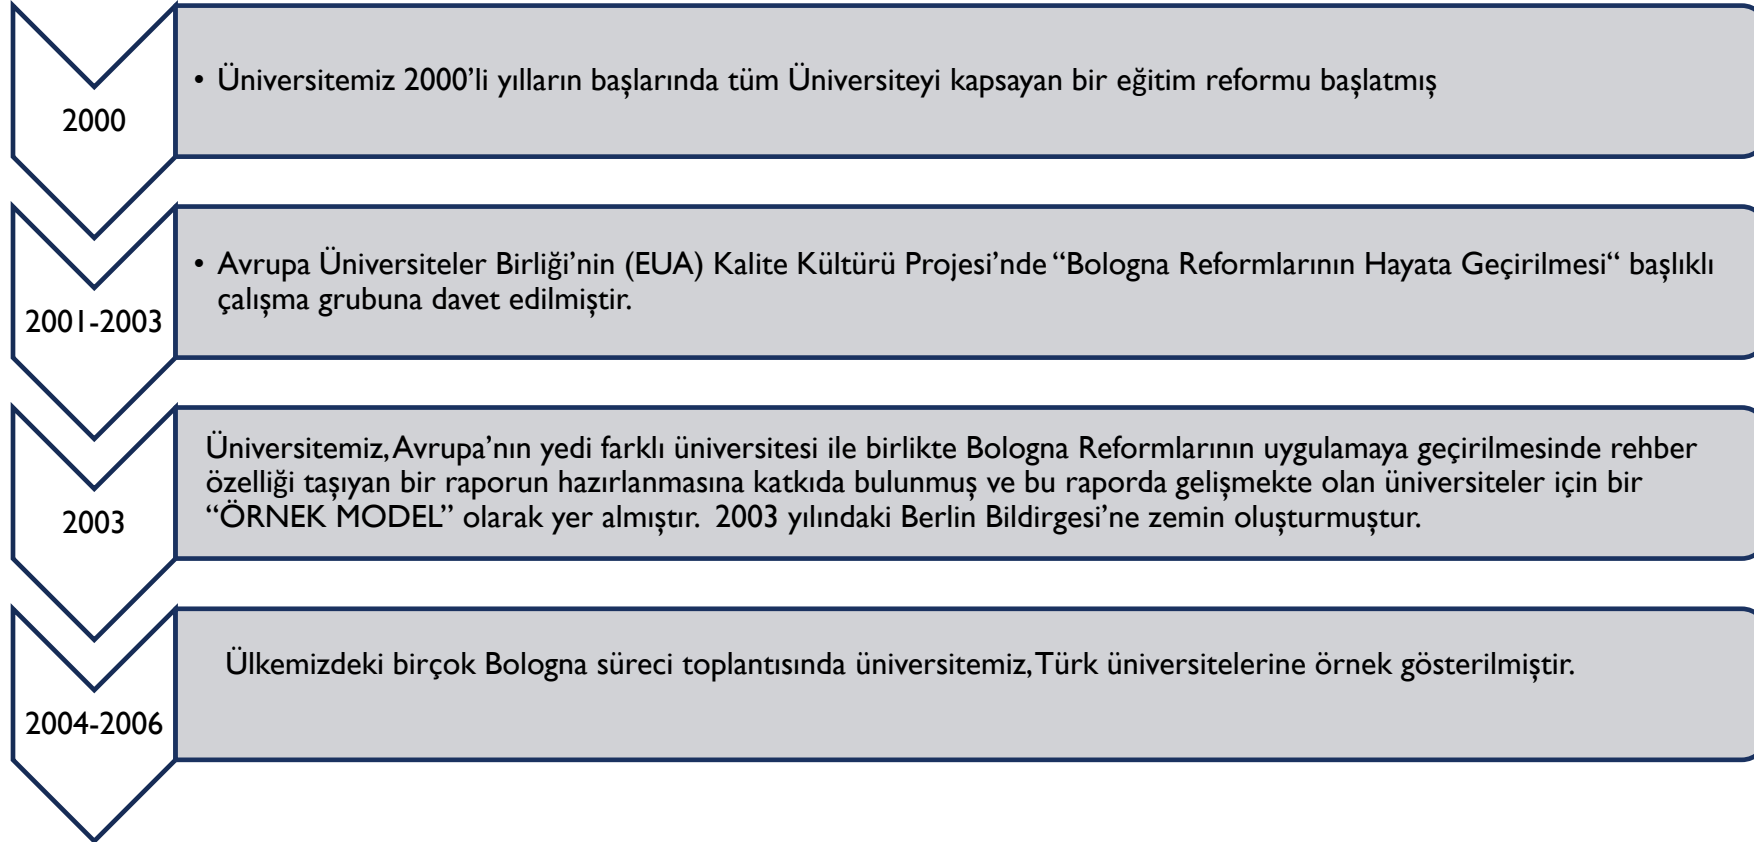 2000
• Üniversitemiz 2000’li yılların başlarında tüm Üniversiteyi kapsayan bir eğitim reformu başlatmış
2001-2003
• Avrupa Üniversiteler Birliği’nin (EUA) Kalite Kültürü Projesi’nde “Bologna Reformlarının Hayata Geçirilmesi“ başlıklı
çalışma grubuna davet edilmiştir.
2003
Üniversitemiz, Avrupa’nın yedi farklı üniversitesi ile birlikte Bologna Reformlarının uygulamaya geçirilmesinde rehber
özelliği taşıyan bir raporun hazırlanmasına katkıda bulunmuş ve bu raporda gelişmekte olan üniversiteler için bir
“ÖRNEK MODEL” olarak yer almıştır. 2003 yılındaki Berlin Bildirgesi’ne zemin oluşturmuştur.
2004-2006
Ülkemizdeki birçok Bologna süreci toplantısında üniversitemiz, Türk üniversitelerine örnek gösterilmiştir.